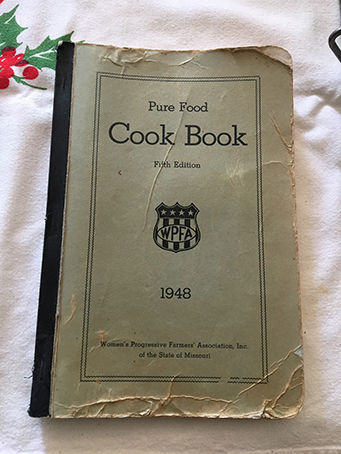 Pure Food
Cook Book
Fifth Edition
WPFA
1948
Women's Progressive Farmers' Association, Inc.
of the State of Missouri